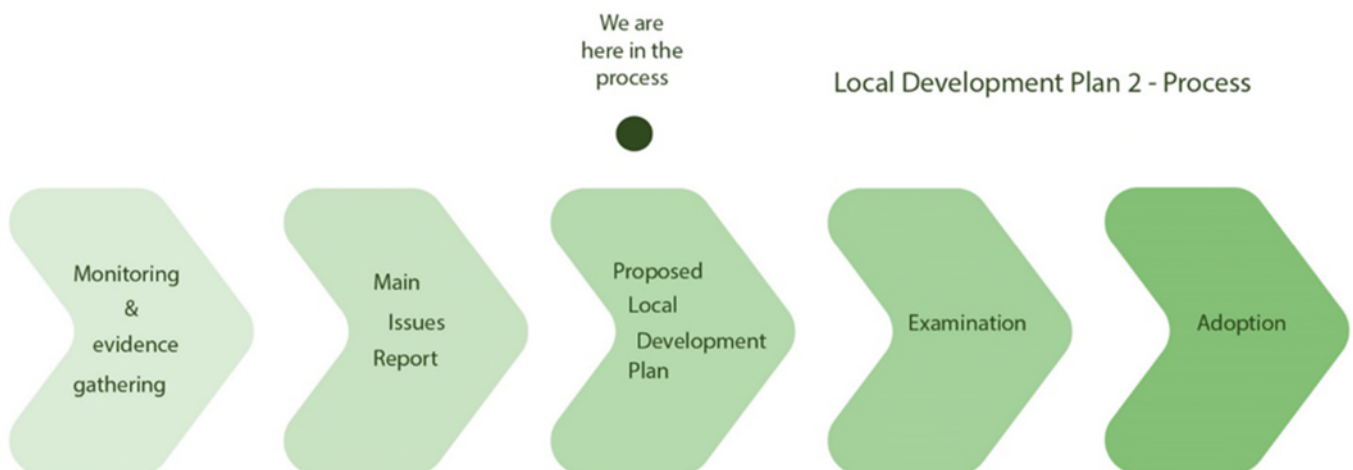 We are
here in the
process
Local Development Plan 2 - Process
Monitoring
&
evidence
gathering
Main
Issues
Report
Proposed
Local
Development
Plan
Examination
Adoption